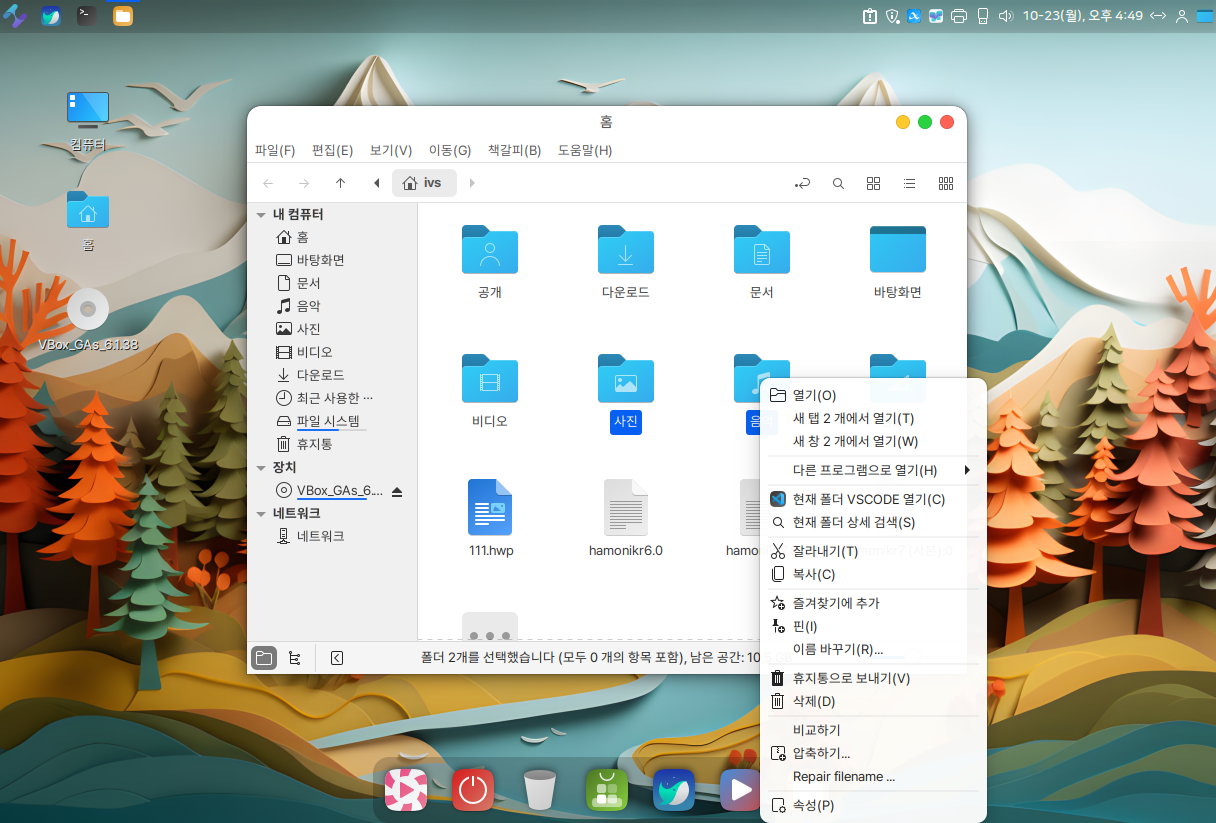 10-23(월), 오후 4:49
컴퓨터
홈
VBox_GAs_6.1.38
홈
파일(F) 편집(E) 보기(V) 이동(G) 책갈피(B) 도움말(H)
ivs
내 컴퓨터
홈
바탕화면
문서
음악
사진
비디오
다운로드
최근 사용한 ...
파일 시스템
휴지통
장치
VBox_GAs_6....
네트워크
네트워크
공개 다운로드 문서 바탕화면
비디오 사진
111.hwp hamonikr6.0
폴더 2개를 선택했습니다 (모두 0 개의 항목 포함), 남은 공간:
열기(O)
새 탭 2 개에서 열기(T)
새 창 2 개에서 열기(W)
다른 프로그램으로 열기(H)
현재 폴더 VSCODE 열기(C)
현재 폴더 상세 검색(S)
잘라내기(T)
복사(C)
즐겨찾기에 추가
핀(I)
이름 바꾸기(R)...
휴지통으로 보내기(V)
삭제(D)
비교하기
압축하기...
Repair filename ...
속성(P)